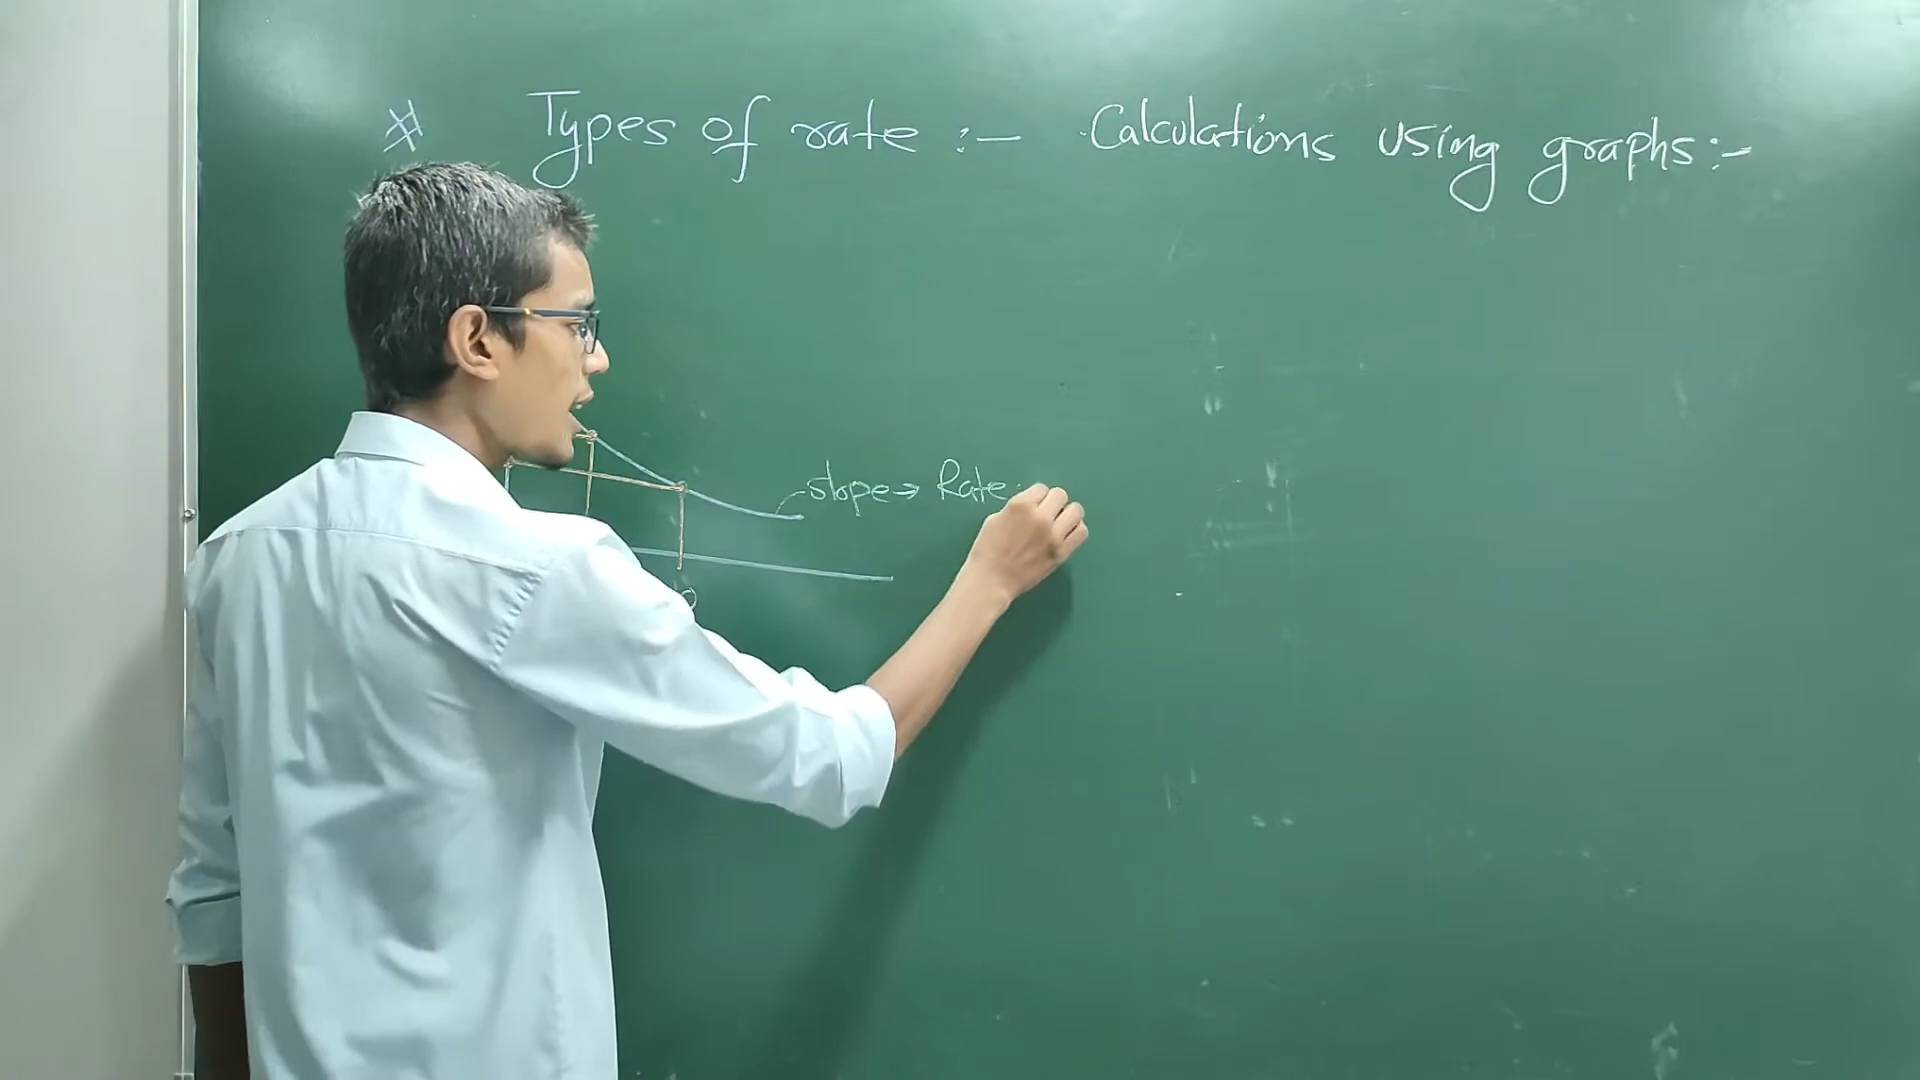 # Types of rate :- Calculations using graphs:-
slope → Rate